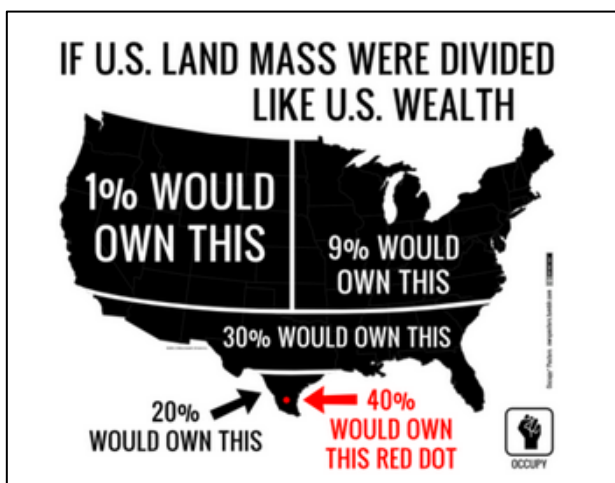 IF U.S. LAND MASS WERE DIVIDED
LIKE U.S. WEALTH
1% WOULD
OWN THIS
9% WOULD
OWN THIS
30% WOULD OWN THIS
20%
WOULD OWN THIS
40%
WOULD OWN
THIS RED DOT
OCCUPY